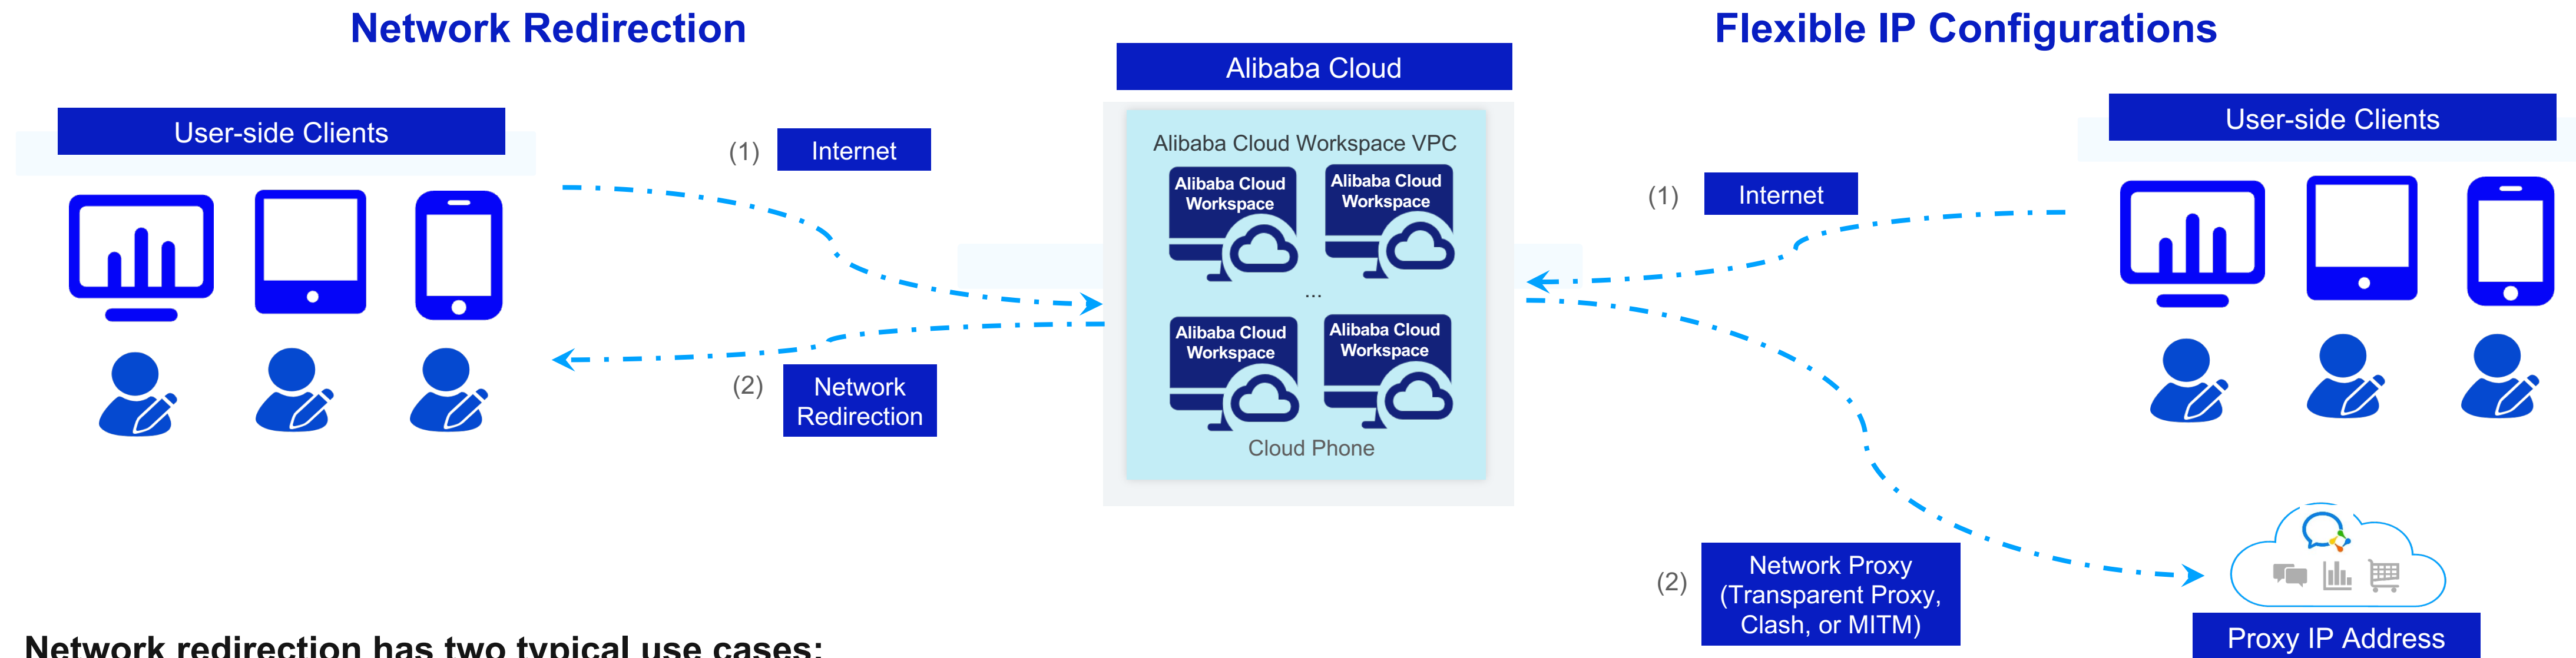 Network Redirection
Flexible IP Configurations
Alibaba Cloud
User-side Clients
User-side Clients
(1)
Internet
Alibaba Cloud Workspace VPC
Alibaba Cloud
Workspace
Alibaba Cloud
Workspace
(1)
Internet
...
Alibaba Cloud
Workspace
Alibaba Cloud
Workspace
(2)
Network
Redirection
Cloud Phone
(2)
Network Proxy
(Transparent Proxy,
Clash, or MITM)
Proxy IP Address
Network redirection has two typical use cases: